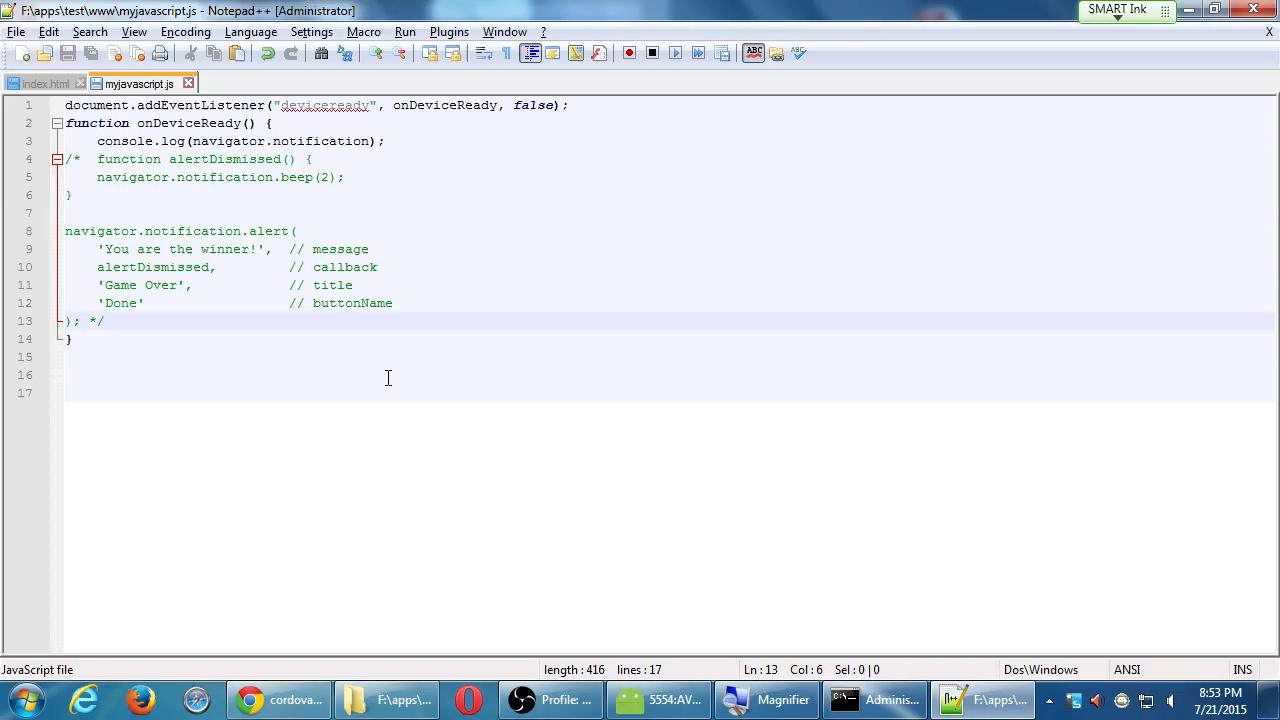 F:\apps\test\www\myjavascript.js - Notepad++ [Administrator]
SMART Ink
File Edit Search View Encoding Language Settings Macro Run Plugins Window ? X
index.html myjavascript.js
1 document.addEventListener("deviceready", onDeviceReady, false);
2 function onDeviceReady() {
3 console.log(navigator.notification);
4 /* function alertDismissed() {
5 navigator.notification.beep(2);
6 }
7
8 navigator.notification.alert(
9 'You are the winner!', // message
10 alertDismissed, // callback
11 'Game Over', // title
12 'Done' // buttonName
13 ); */
14 }
15
16
17
JavaScript file length : 416 lines : 17 Ln : 13 Col : 6 Sel : 0 | 0 Dos\Windows ANSI INS
cordova... F:\apps\... Profile: ... 5554:AV... Magnifier Adminis... F:\apps\...
8:53 PM
7/21/2015